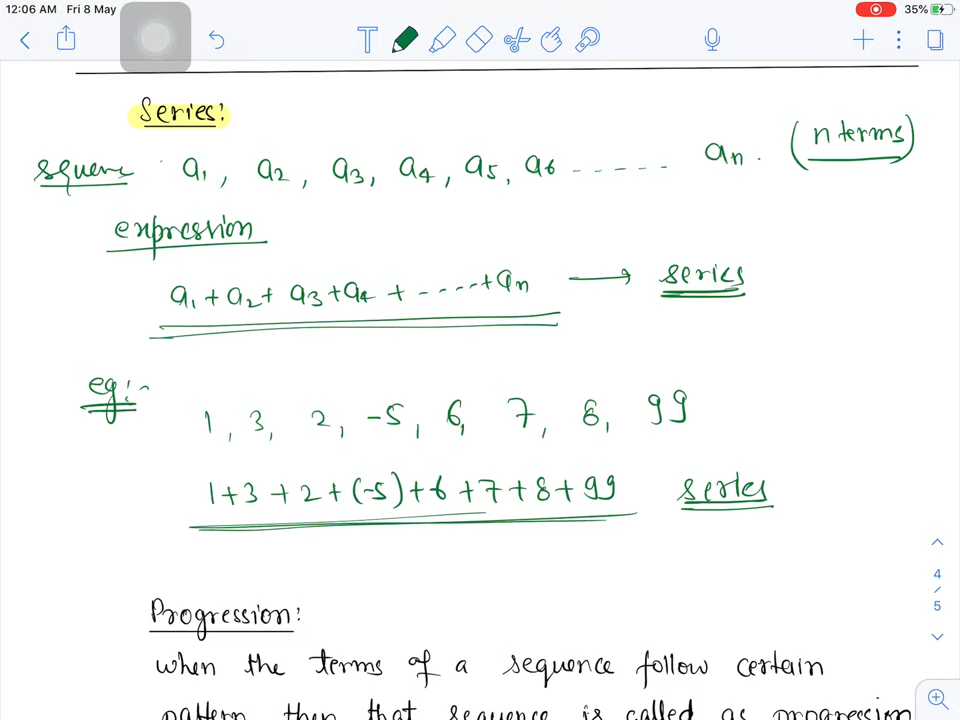 12:06 AM Fri 8 May 35%
Series:
squence a1, a2, a3, a4, a5, a6 ------ an. (n terms)
expression
a1+a2+ a3+a4 + ......+an → series
eg:-
1, 3, 2, -5, 6, 7, 8, 99
1+3+2+(-5)+6+7+8+99 series
4
/
5
Progression:
when the terms of a sequence follow certain
pattern then that sequence is called as progression